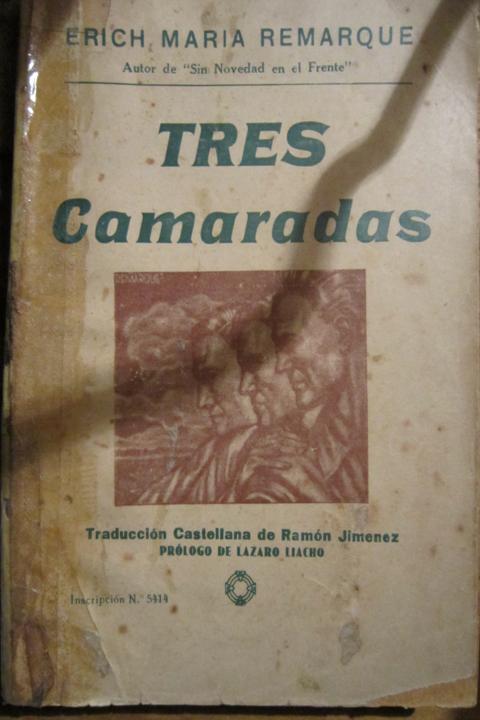 ERICH MARIA REMARQUE
Autor de "Sin Novedad en el Frente"
TRES
Camaradas
REMARQUE
Traducción Castellana de Ramón Jimenez
PRÓLOGO DE LAZARO LIACHO
Inscripción N.° 5414